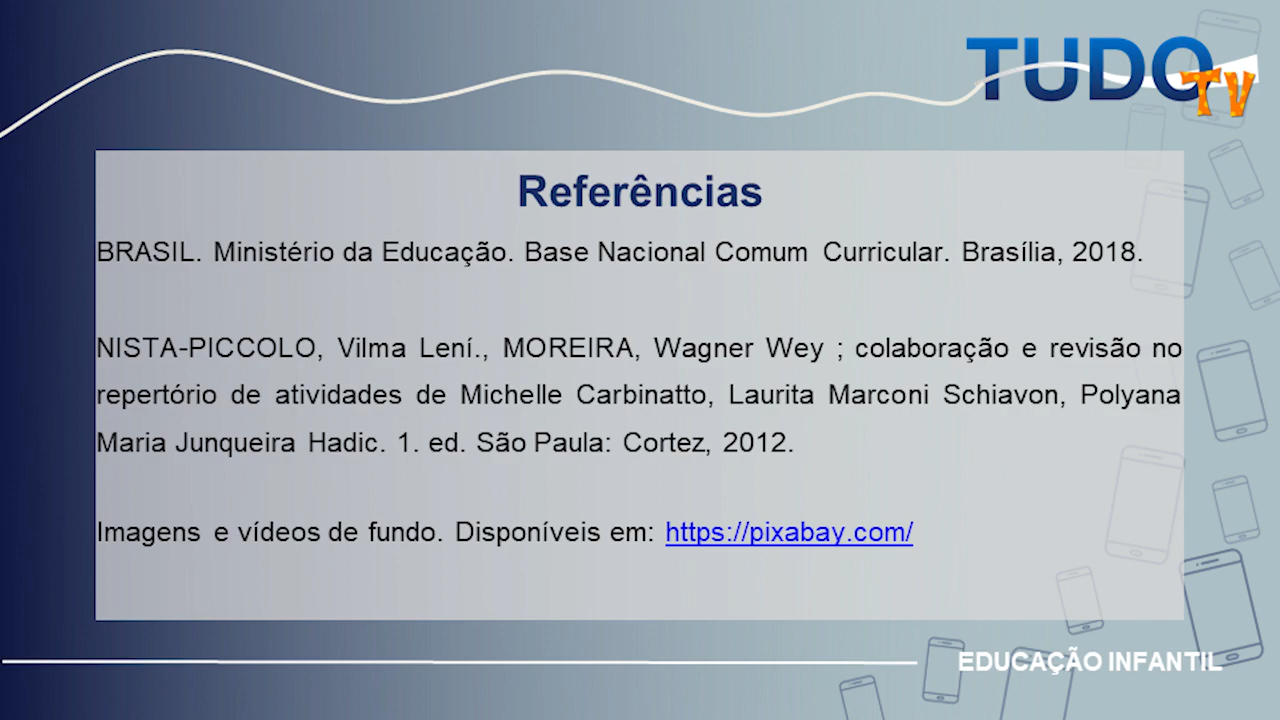 TUDO
TV
Referências
BRASIL. Ministério da Educação. Base Nacional Comum Curricular. Brasília, 2018.
NISTA-PICCOLO, Vilma Lení., MOREIRA, Wagner Wey ; colaboração e revisão no
repertório de atividades de Michelle Carbinatto, Laurita Marconi Schiavon, Polyana
Maria Junqueira Hadic. 1. ed. São Paula: Cortez, 2012.
Imagens e vídeos de fundo. Disponíveis em: https://pixabay.com/
EDUCAÇÃO INFANTIL